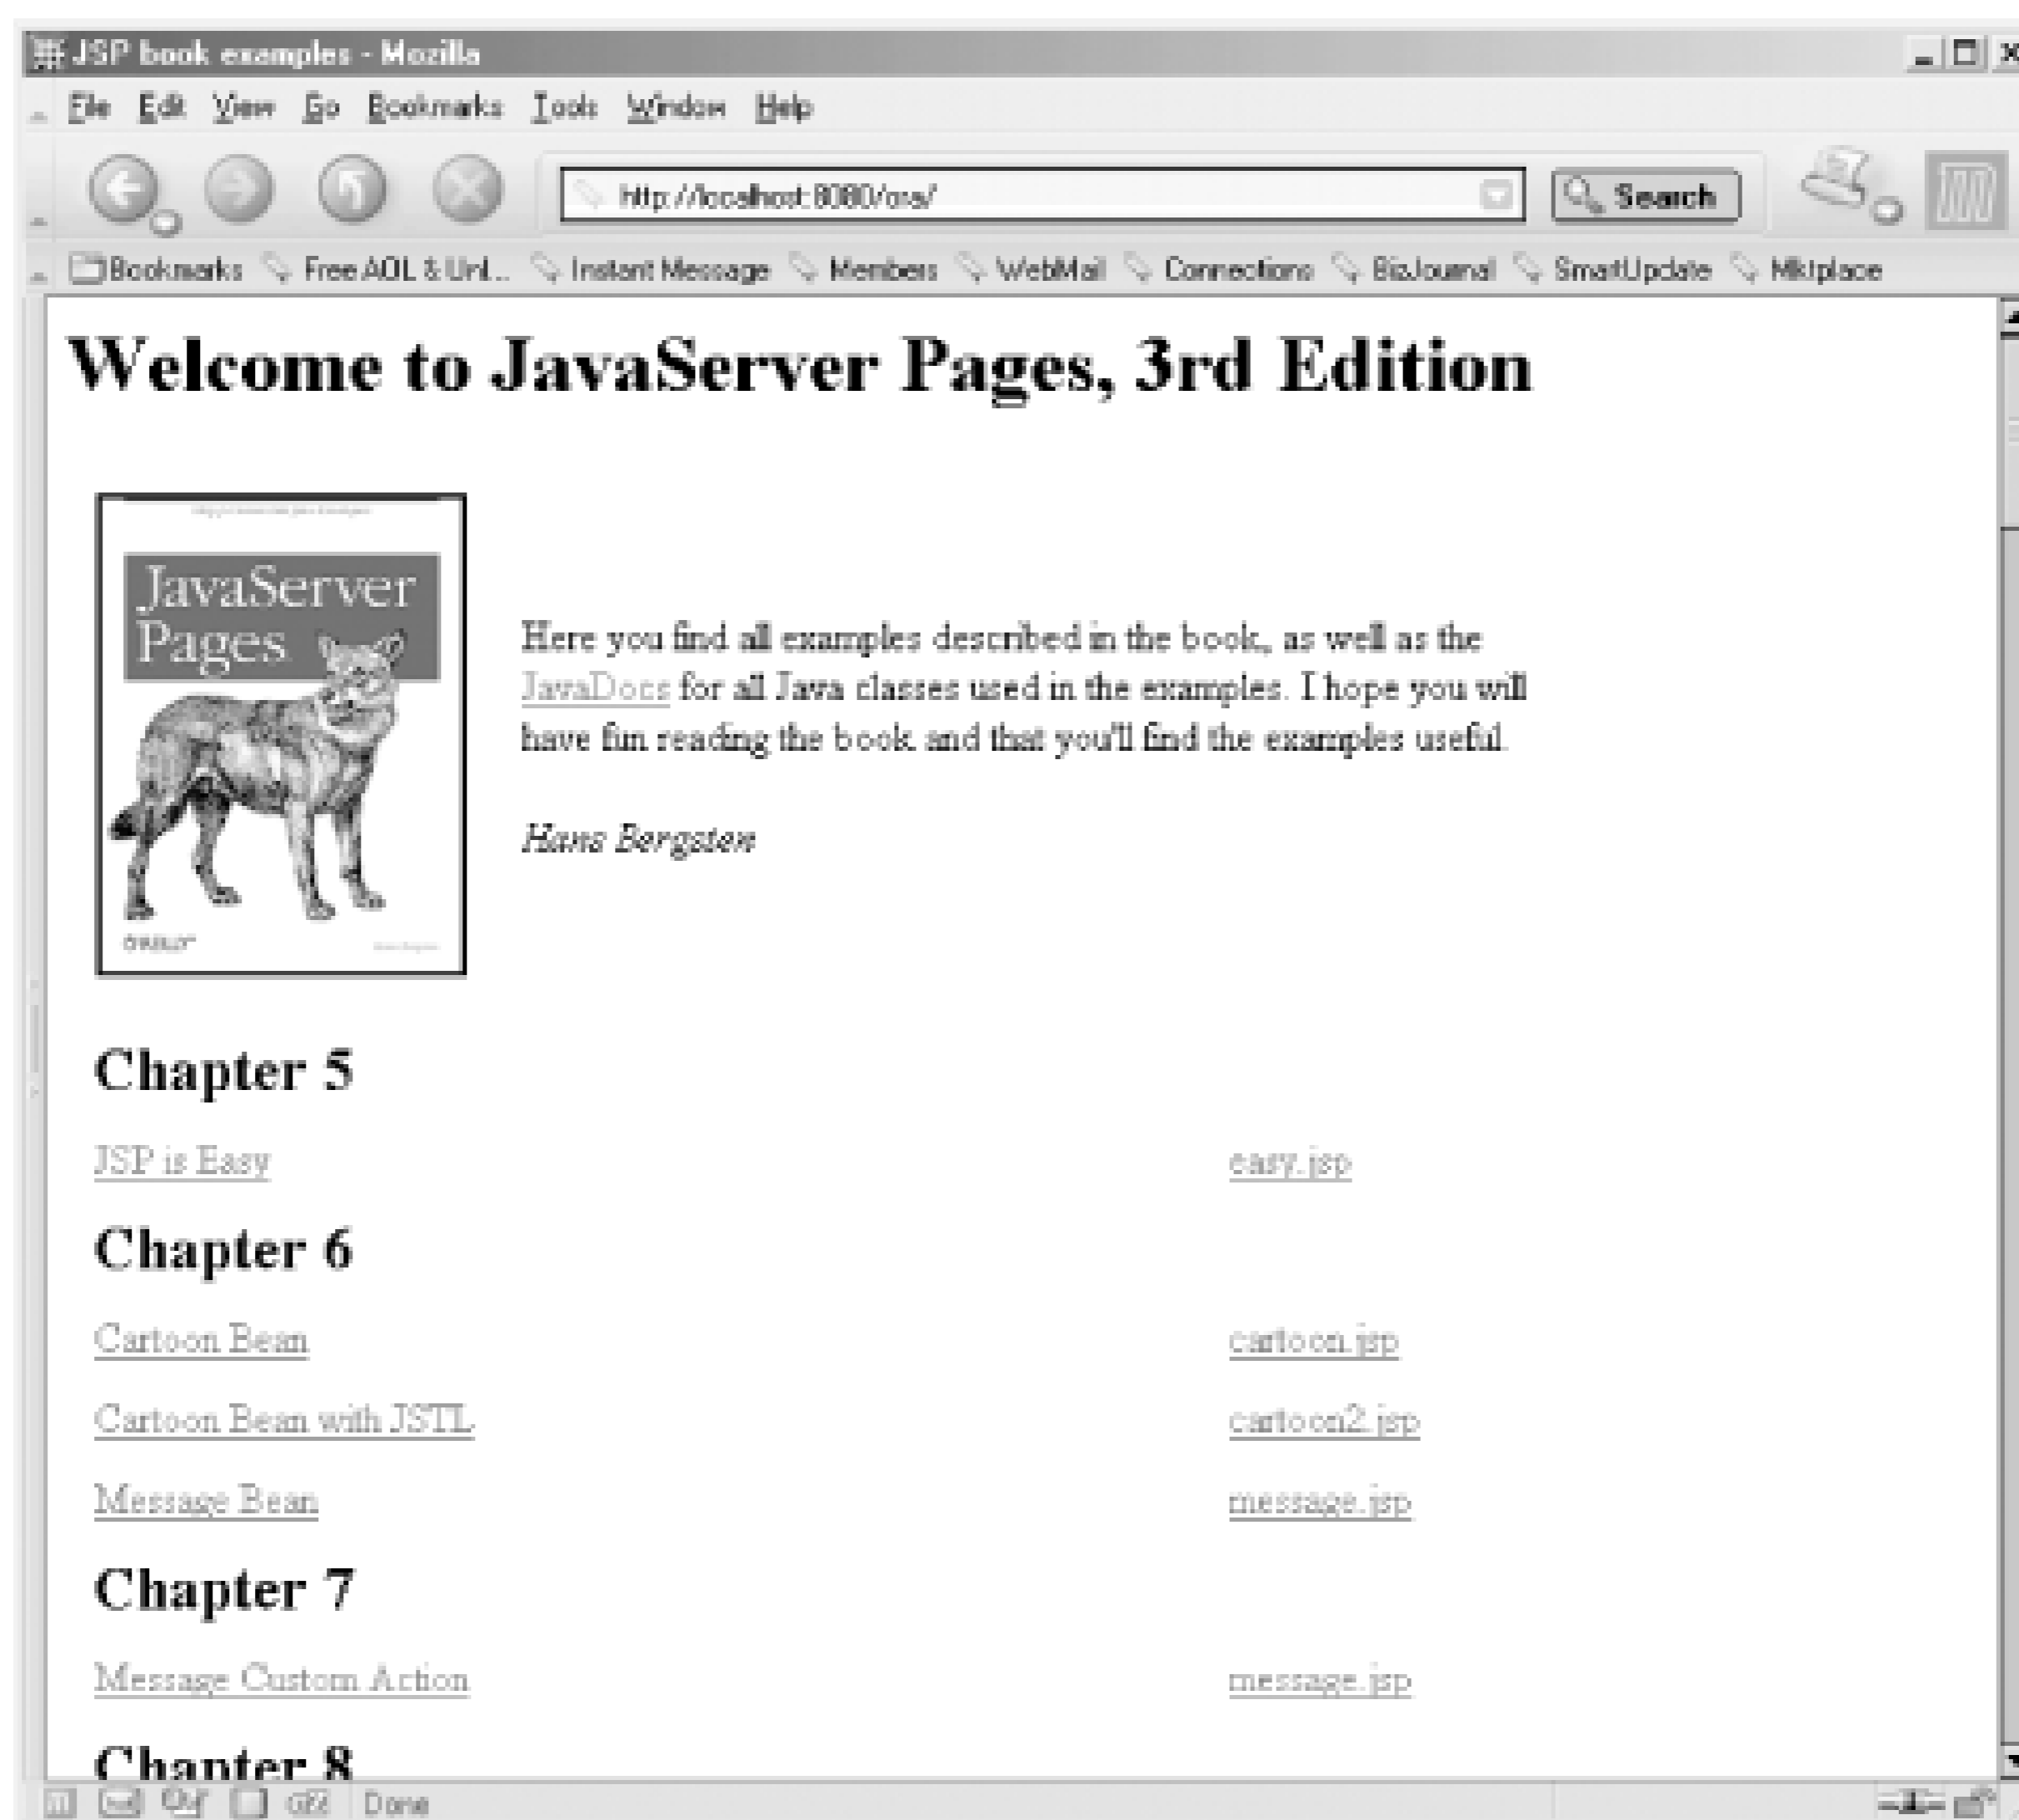 JSP book examples - Mozilla
File Edit View Go Bookmarks Tools Window Help
http://localhost:8080/ora/ Search
Bookmarks Free AOL & Unl... Instant Message Members WebMail Connections BizJournal SmartUpdate Mktplace
Welcome to JavaServer Pages, 3rd Edition
JavaServer
Pages
O'REILLY
Here you find all examples described in the book, as well as the
JavaDocs for all Java classes used in the examples. I hope you will
have fun reading the book and that you'll find the examples useful.
Hans Bergsten
Chapter 5
JSP is Easy easy.jsp
Chapter 6
Cartoon Bean cartoon.jsp
Cartoon Bean with JSTL cartoon2.jsp
Message Bean message.jsp
Chapter 7
Message Custom Action message.jsp
Chapter 8
Done